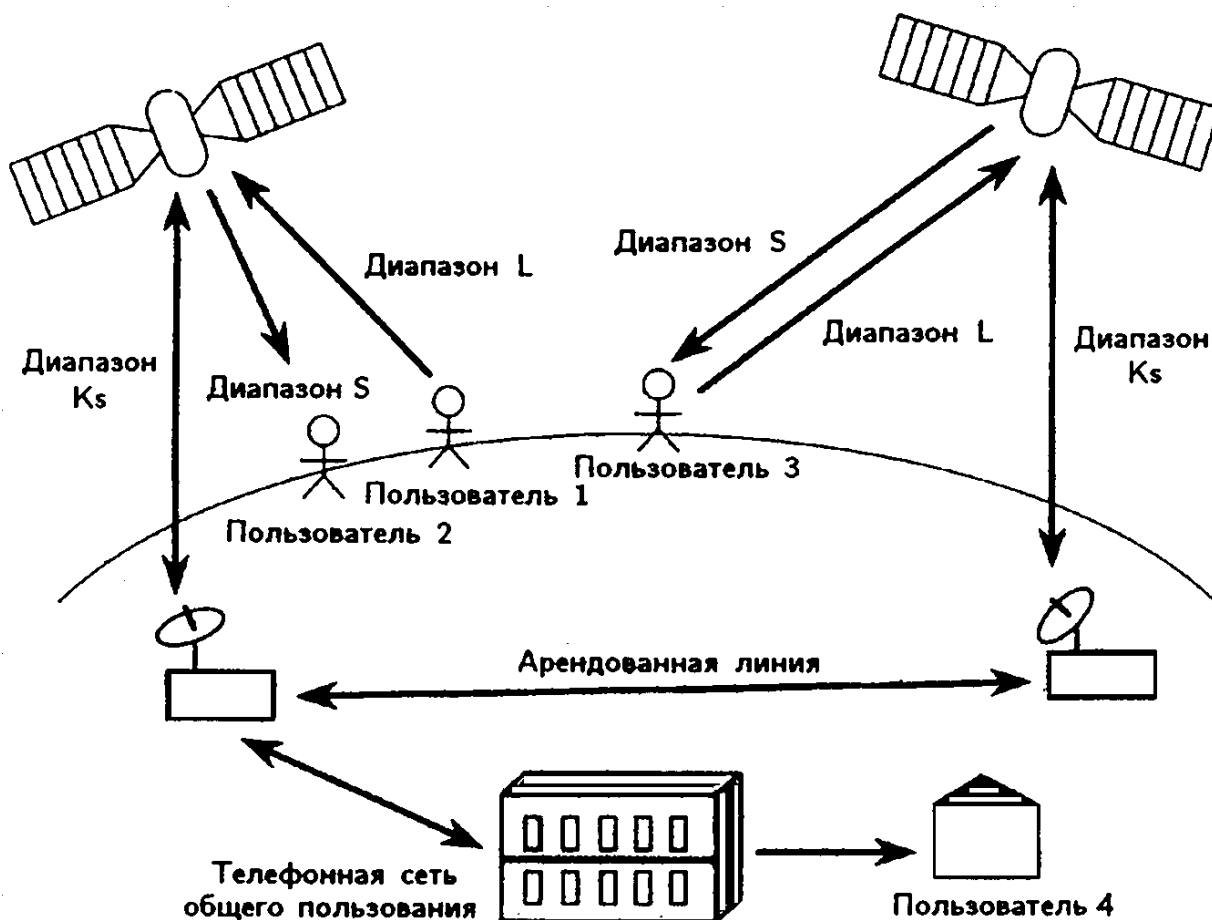 Диапазон S
Диапазон L
Диапазон L
Диапазон
Ks
Диапазон
Ks
Диапазон S
Пользователь 3
Пользователь 1
Пользователь 2
Арендованная линия
Телефонная сеть
общего пользования
Пользователь 4